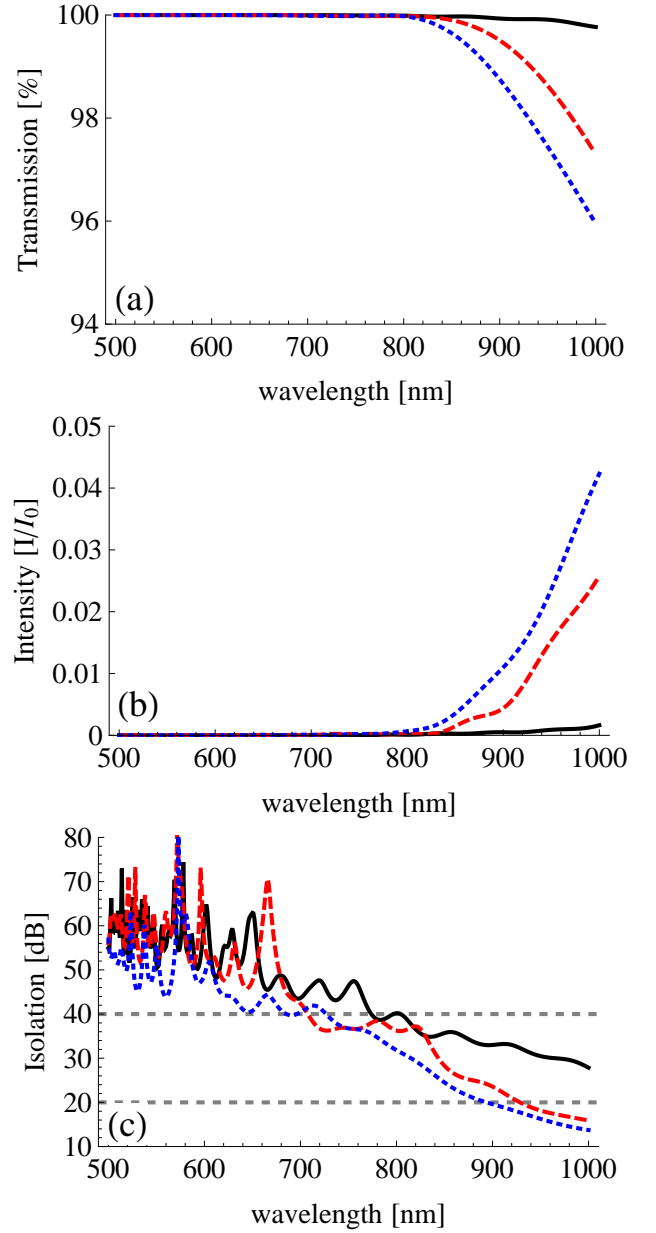 100
98
96
94
Transmission [%]
(a)
500 600 700 800 900 1000
wavelength [nm]
0.05
0.04
0.03
0.02
0.01
0
Intensity [I/I₀]
(b)
500 600 700 800 900 1000
wavelength [nm]
80
70
60
50
40
30
20
10
Isolation [dB]
(c)
500 600 700 800 900 1000
wavelength [nm]